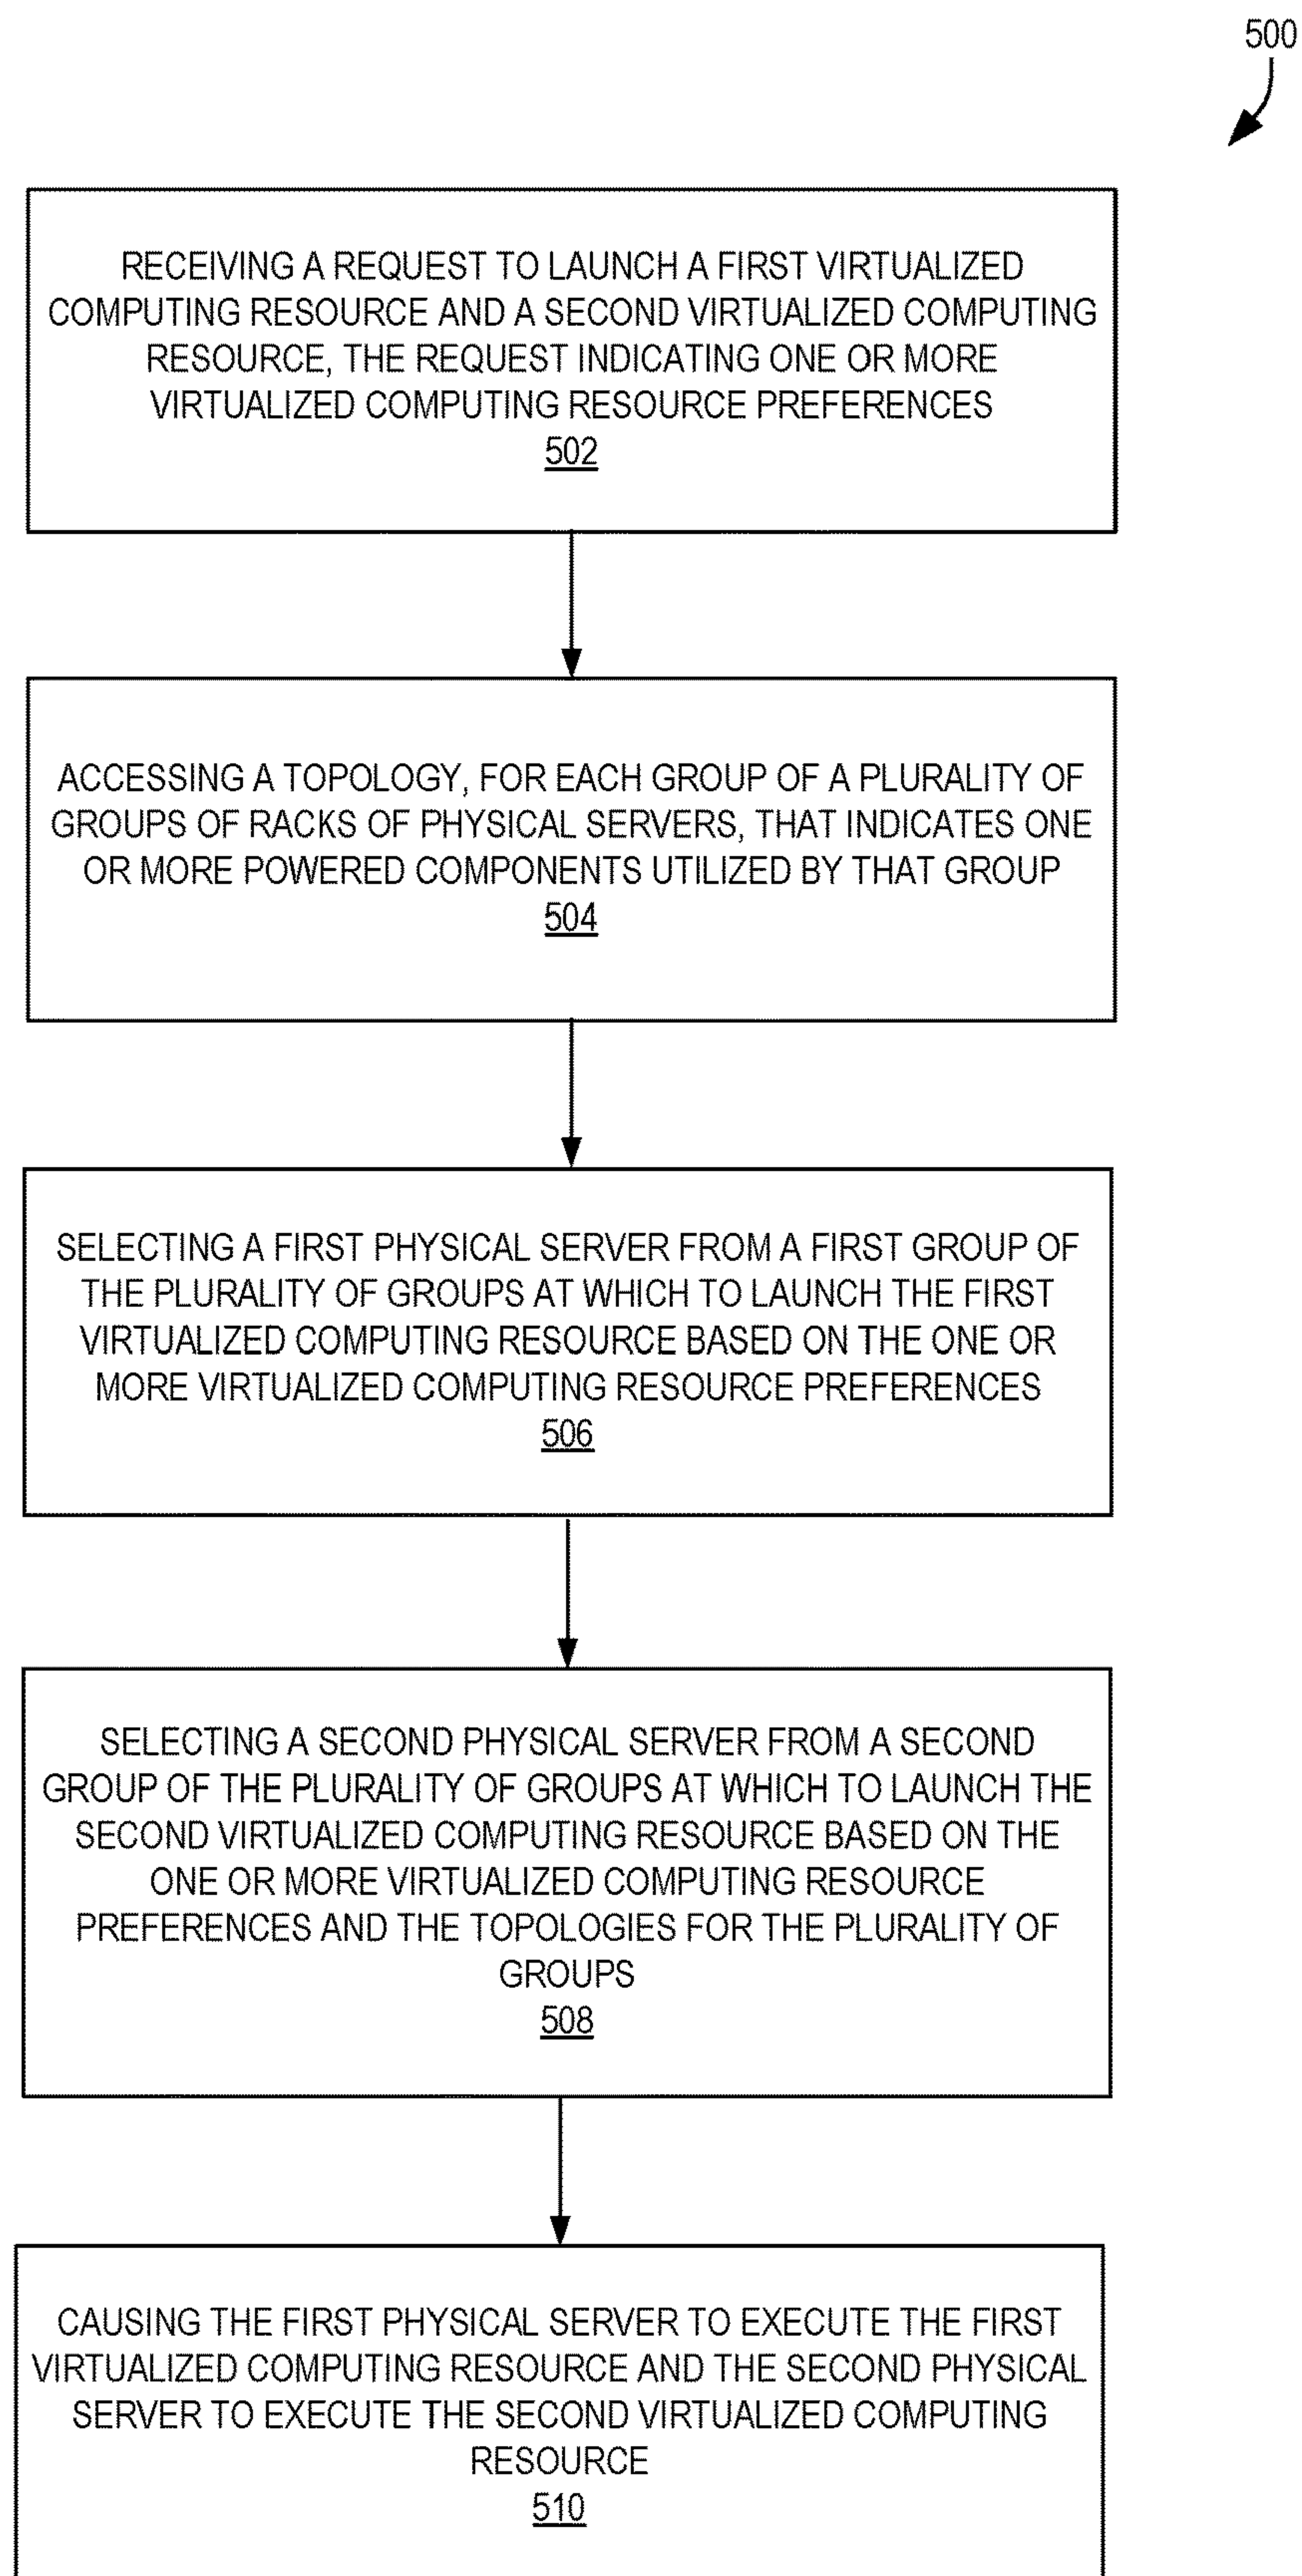 500
RECEIVING A REQUEST TO LAUNCH A FIRST VIRTUALIZED
COMPUTING RESOURCE AND A SECOND VIRTUALIZED COMPUTING
RESOURCE, THE REQUEST INDICATING ONE OR MORE
VIRTUALIZED COMPUTING RESOURCE PREFERENCES
502
ACCESSING A TOPOLOGY, FOR EACH GROUP OF A PLURALITY OF
GROUPS OF RACKS OF PHYSICAL SERVERS, THAT INDICATES ONE
OR MORE POWERED COMPONENTS UTILIZED BY THAT GROUP
504
SELECTING A FIRST PHYSICAL SERVER FROM A FIRST GROUP OF
THE PLURALITY OF GROUPS AT WHICH TO LAUNCH THE FIRST
VIRTUALIZED COMPUTING RESOURCE BASED ON THE ONE OR
MORE VIRTUALIZED COMPUTING RESOURCE PREFERENCES
506
SELECTING A SECOND PHYSICAL SERVER FROM A SECOND
GROUP OF THE PLURALITY OF GROUPS AT WHICH TO LAUNCH THE
SECOND VIRTUALIZED COMPUTING RESOURCE BASED ON THE
ONE OR MORE VIRTUALIZED COMPUTING RESOURCE
PREFERENCES AND THE TOPOLOGIES FOR THE PLURALITY OF
GROUPS
508
CAUSING THE FIRST PHYSICAL SERVER TO EXECUTE THE FIRST
VIRTUALIZED COMPUTING RESOURCE AND THE SECOND PHYSICAL
SERVER TO EXECUTE THE SECOND VIRTUALIZED COMPUTING
RESOURCE
510